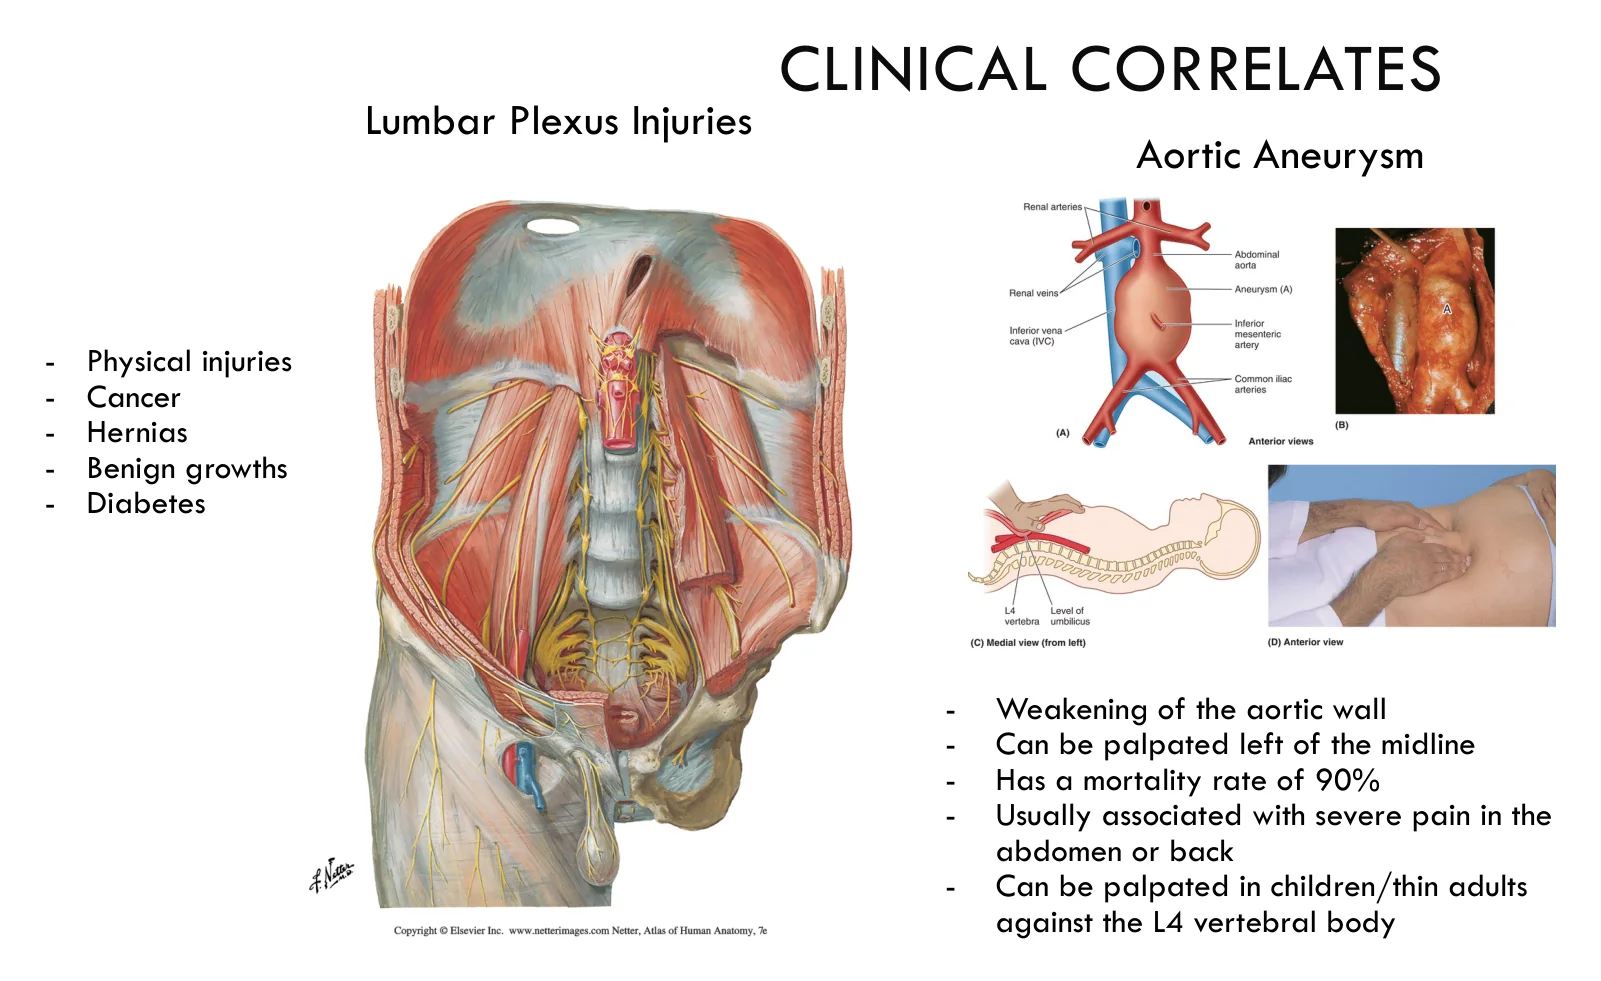 CLINICAL CORRELATES
Lumbar Plexus Injuries
- Physical injuries
- Cancer
- Hernias
- Benign growths
- Diabetes
F. Netter
M.D.
Copyright © Elsevier Inc. www.netterimages.com Netter, Atlas of Human Anatomy, 7e
Aortic Aneurysm
Renal arteries
Renal veins
Inferior vena
cava (IVC)
Abdominal
aorta
Aneurysm (A)
Inferior
mesenteric
artery
Common iliac
arteries
(A)
Anterior views
A
(B)
L4
vertebra
Level of
umbilicus
(C) Medial view (from left)
(D) Anterior view
- Weakening of the aortic wall
- Can be palpated left of the midline
- Has a mortality rate of 90%
- Usually associated with severe pain in the
abdomen or back
- Can be palpated in children/thin adults
against the L4 vertebral body